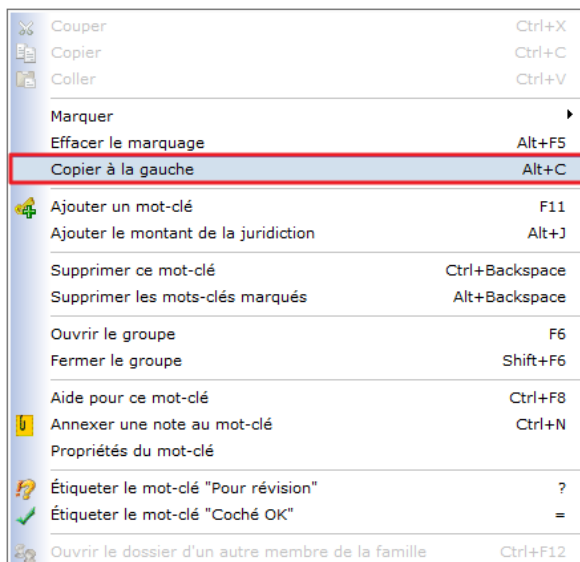 Couper Ctrl+X
Copier Ctrl+C
Coller Ctrl+V
Marquer
Effacer le marquage Alt+F5
Copier à la gauche Alt+C
Ajouter un mot-clé F11
Ajouter le montant de la juridiction Alt+J
Supprimer ce mot-clé Ctrl+Backspace
Supprimer les mots-clés marqués Alt+Backspace
Ouvrir le groupe F6
Fermer le groupe Shift+F6
Aide pour ce mot-clé Ctrl+F8
Annexer une note au mot-clé Ctrl+N
Propriétés du mot-clé
Étiqueter le mot-clé "Pour révision" ?
Étiqueter le mot-clé "Coché OK" =
Ouvrir le dossier d'un autre membre de la famille Ctrl+F12